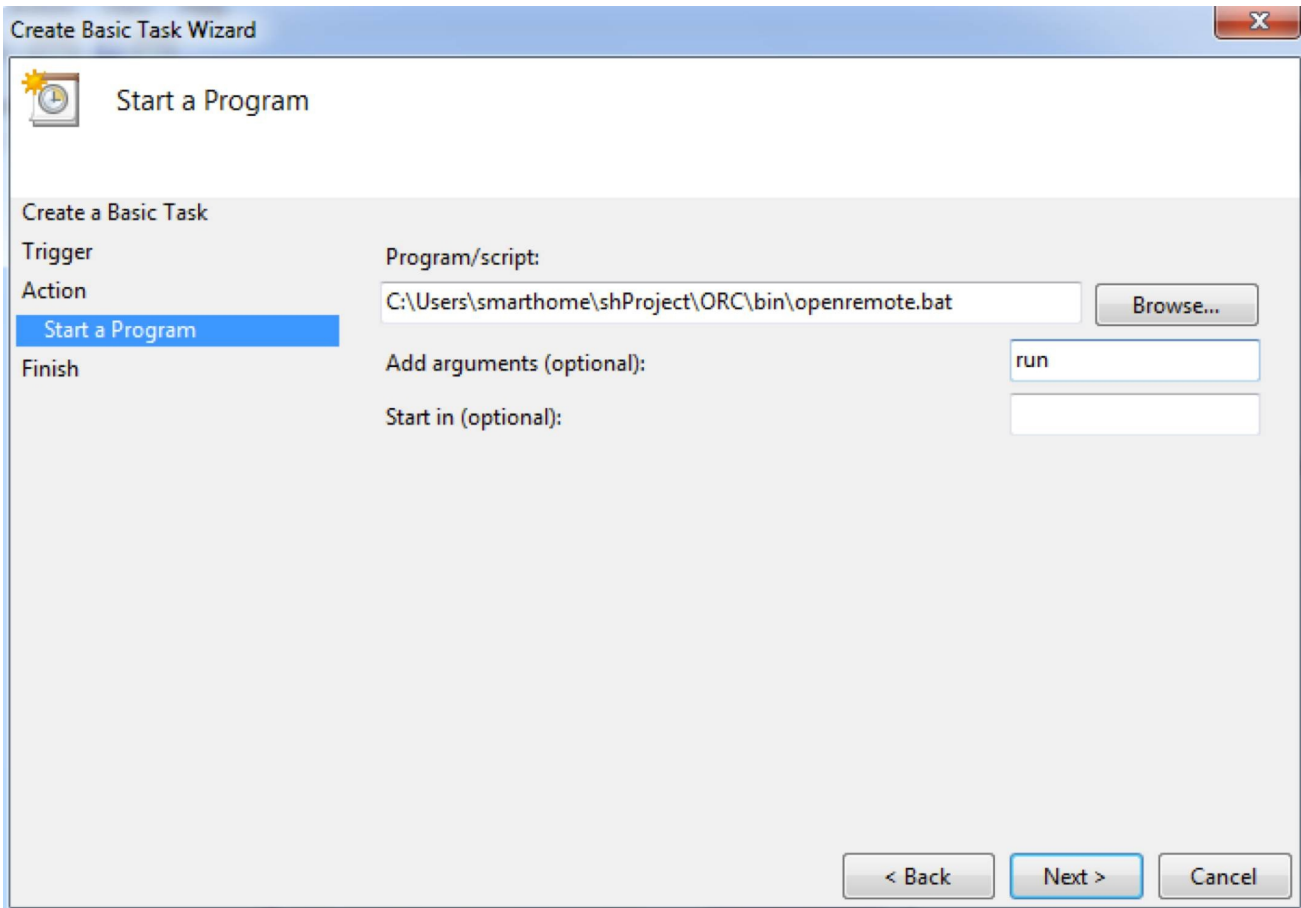 Create Basic Task Wizard
Start a Program
Create a Basic Task
Trigger
Program/script:
Action
C:\Users\smarthome\shProject\ORC\bin\openremote.bat
Browse...
Start a Program
Add arguments (optional):
run
Finish
Start in (optional):
< Back
Next >
Cancel